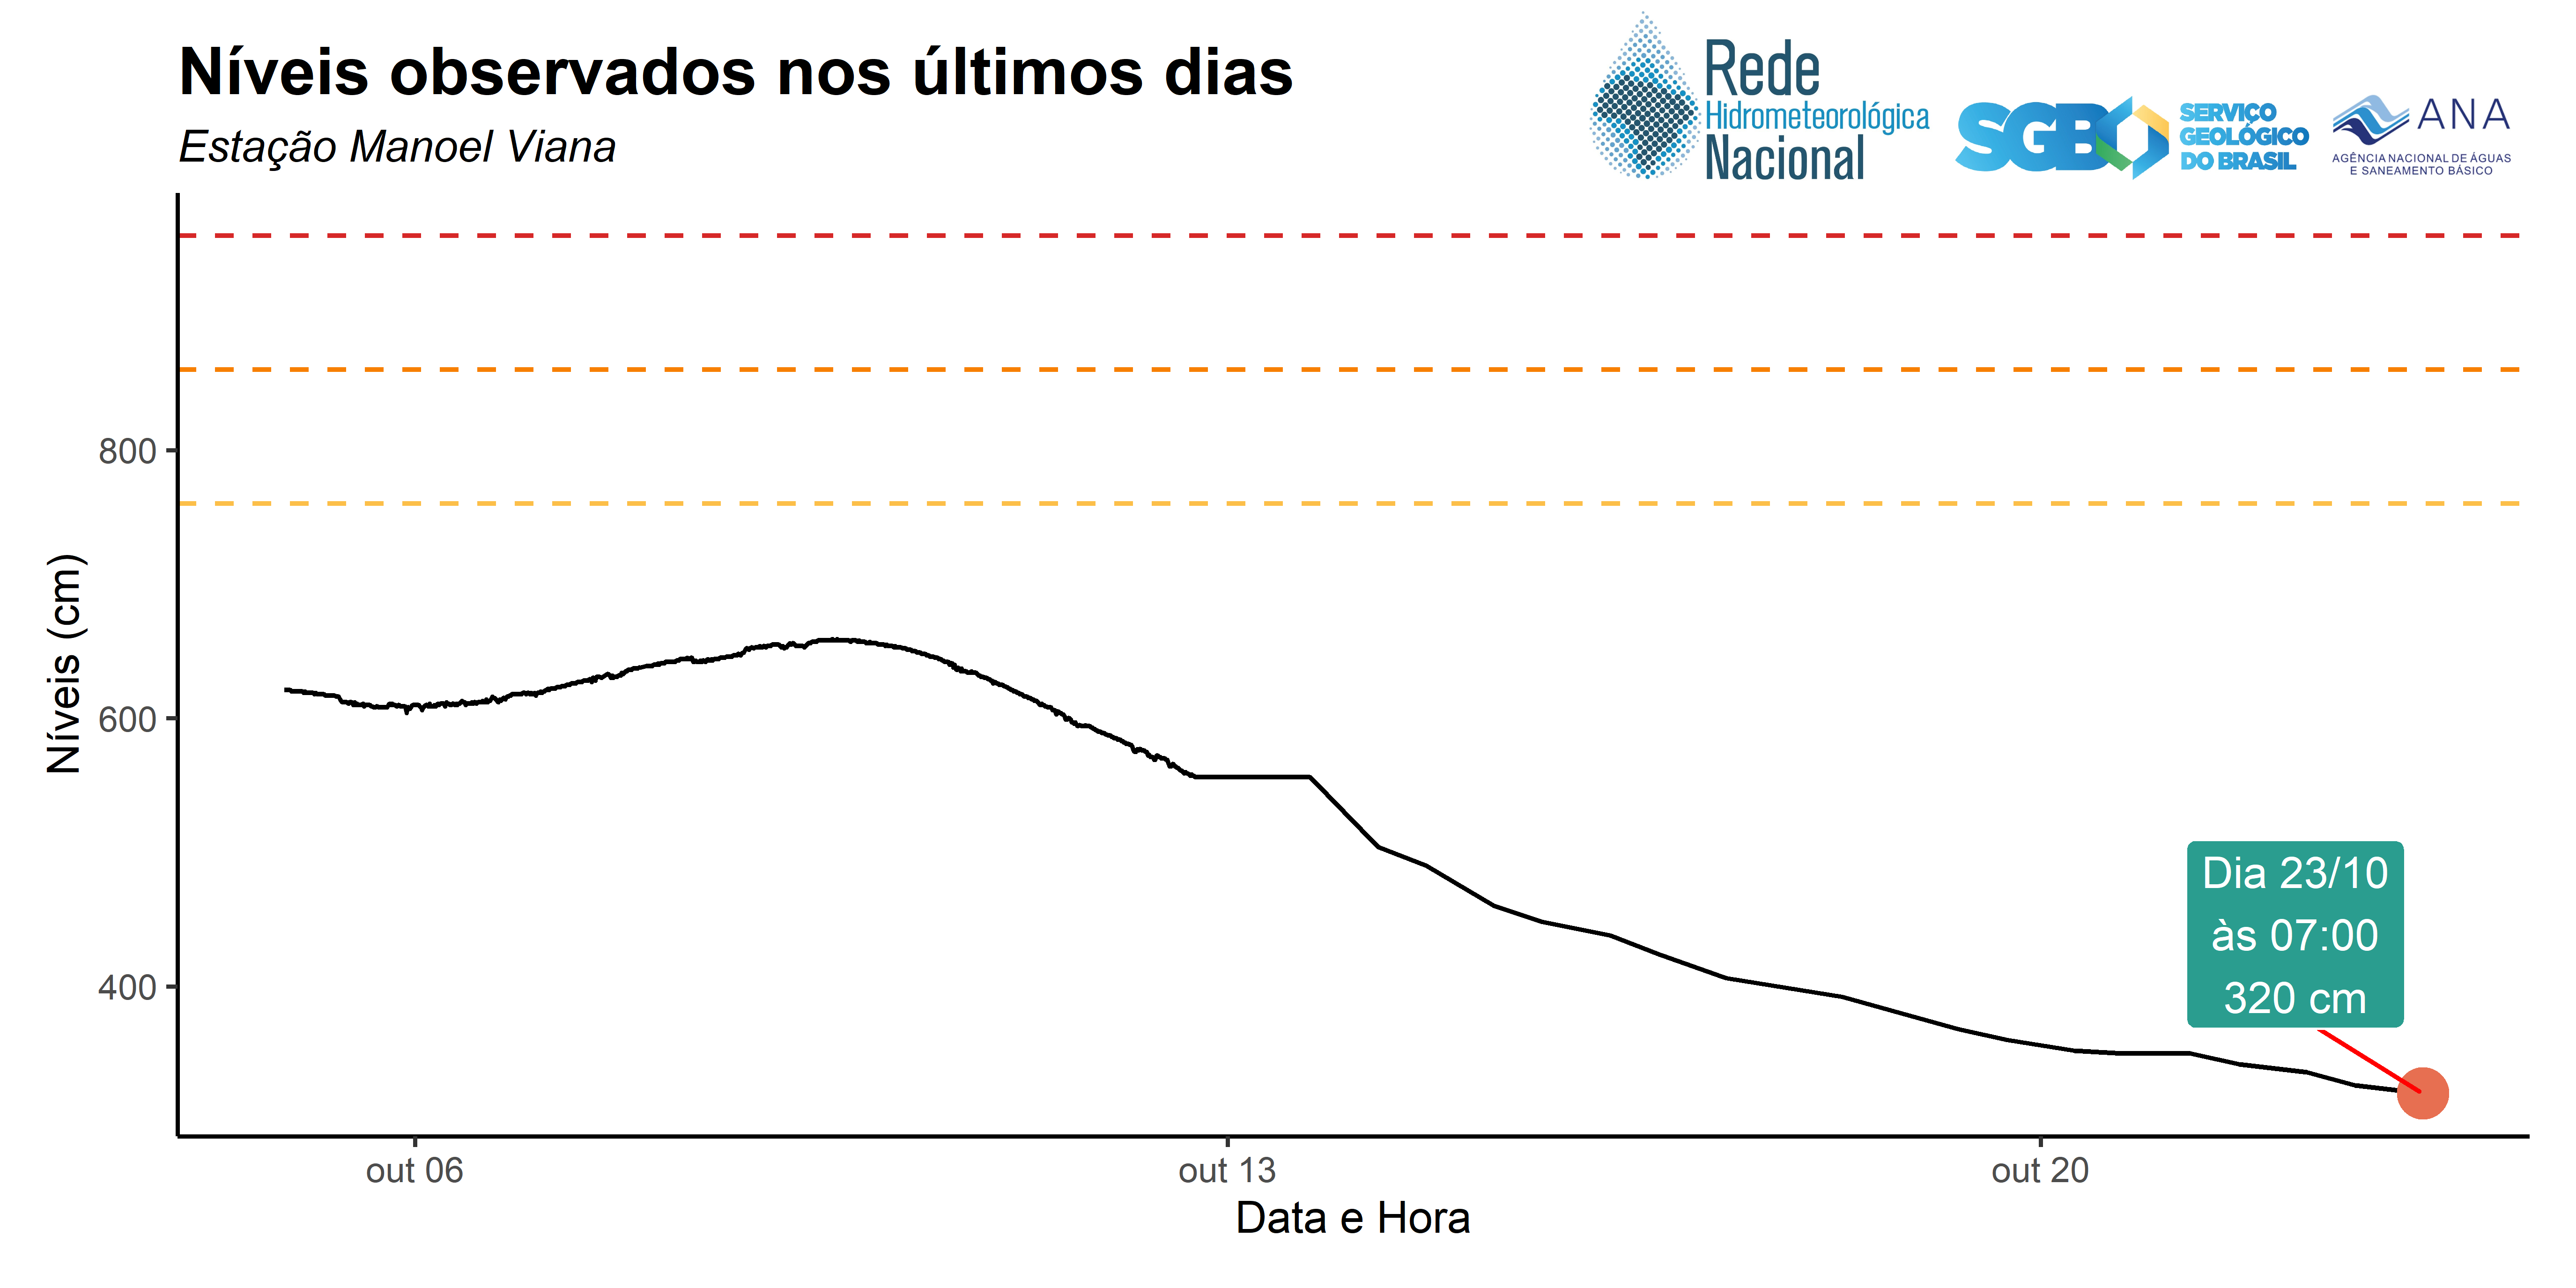 Níveis observados nos últimos dias
Estação Manoel Viana
Rede
Hidrometeorológica
Nacional
SGB
SERVIÇO
GEOLÓGICO
DO BRASIL
ANA
AGÊNCIA NACIONAL DE ÁGUAS
E SANEAMENTO BÁSICO
Níveis (cm)
800
600
400
Dia 23/10
às 07:00
320 cm
out 06
out 13
out 20
Data e Hora